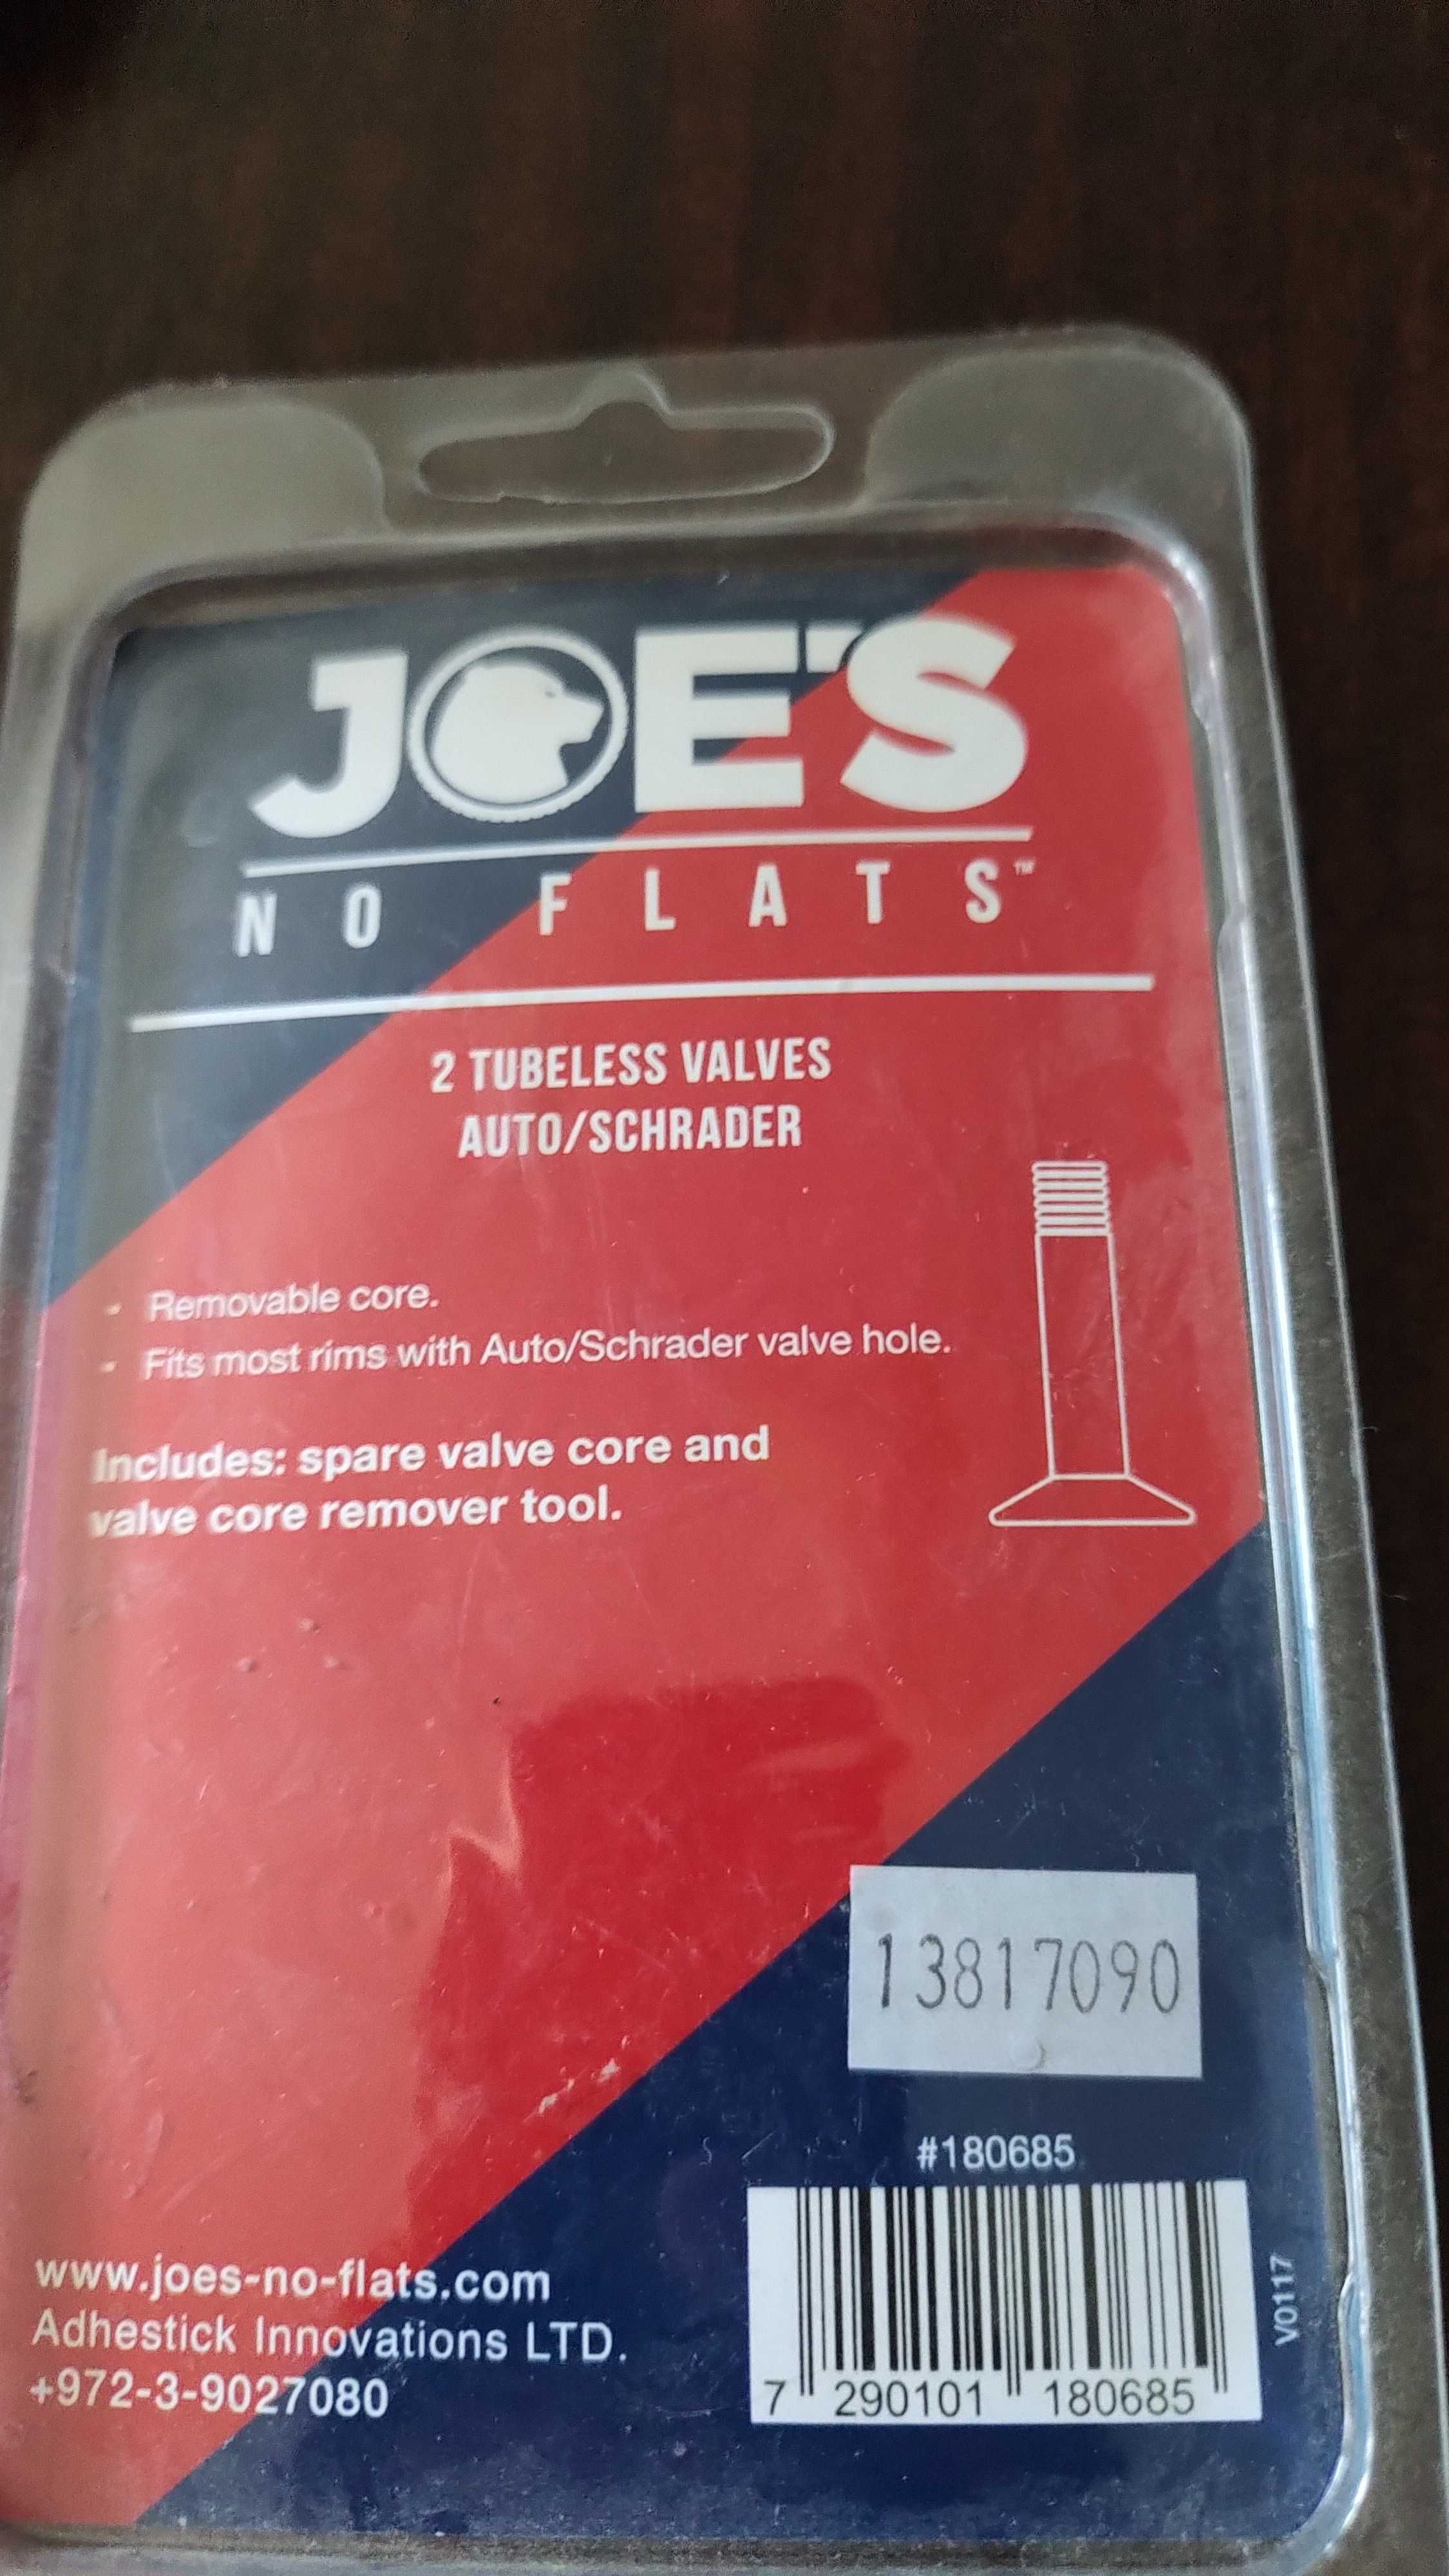 JOE'S
NO FLATS™
2 TUBELESS VALVES
AUTO/SCHRADER
- Removable core.
- Fits most rims with Auto/Schrader valve hole.
Includes: spare valve core and
valve core remover tool.
13817090
#180685
7 290101 180685
V0117
www.joes-no-flats.com
Adhestick Innovations LTD.
+972-3-9027080